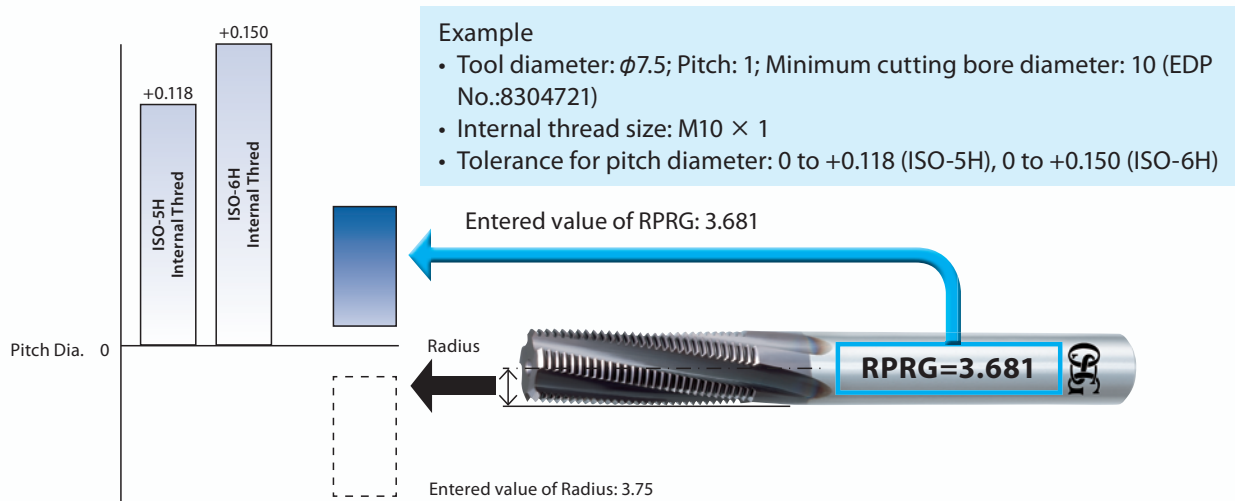 +0.150
+0.118
ISO-5H
Internal Thred
ISO-6H
Internal Thred
Pitch Dia. 0
Example
• Tool diameter: φ7.5; Pitch: 1; Minimum cutting bore diameter: 10 (EDP
No.:8304721)
• Internal thread size: M10 × 1
• Tolerance for pitch diameter: 0 to +0.118 (ISO-5H), 0 to +0.150 (ISO-6H)
Entered value of RPRG: 3.681
Radius
RPRG=3.681
OSG
Entered value of Radius: 3.75